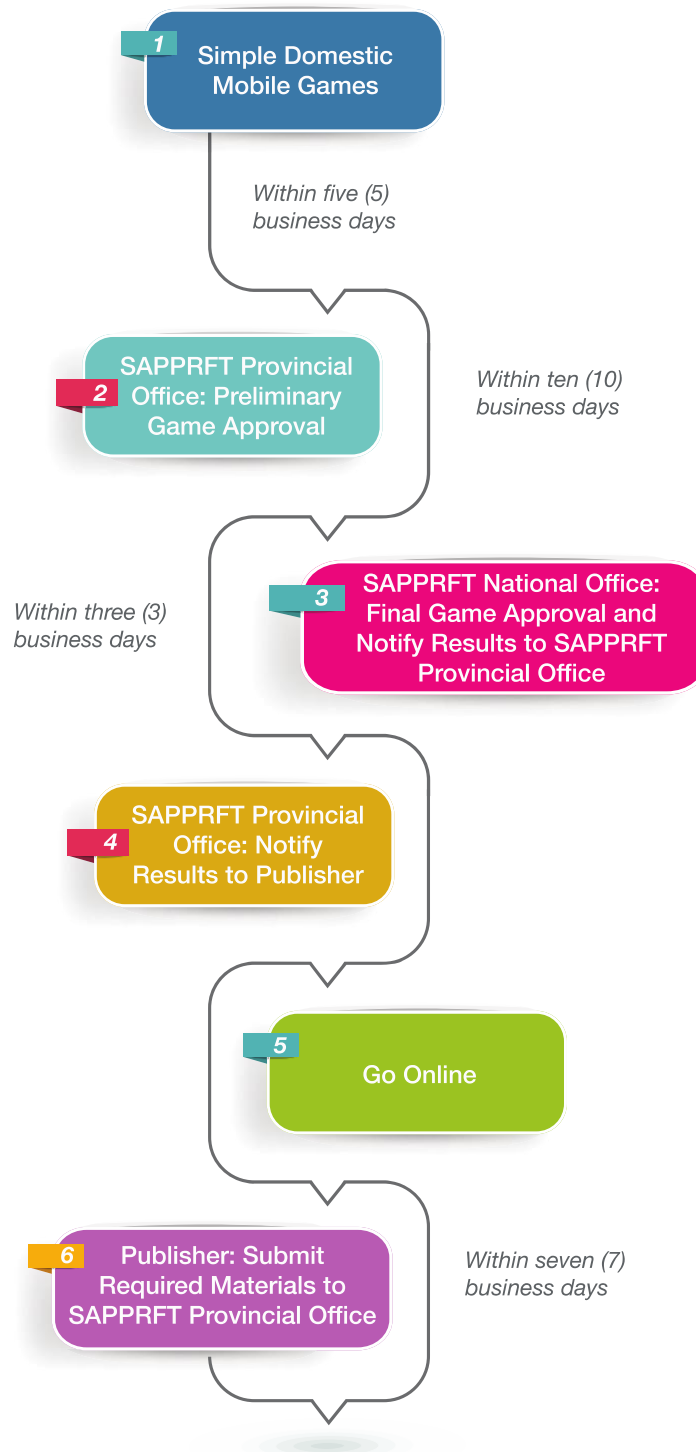 1
Simple Domestic
Mobile Games
Within five (5)
business days
2
SAPPRFT Provincial
Office: Preliminary
Game Approval
Within ten (10)
business days
3
SAPPRFT National Office:
Final Game Approval and
Notify Results to SAPPRFT
Provincial Office
Within three (3)
business days
4
SAPPRFT Provincial
Office: Notify
Results to Publisher
5
Go Online
6
Publisher: Submit
Required Materials to
SAPPRFT Provincial Office
Within seven (7)
business days